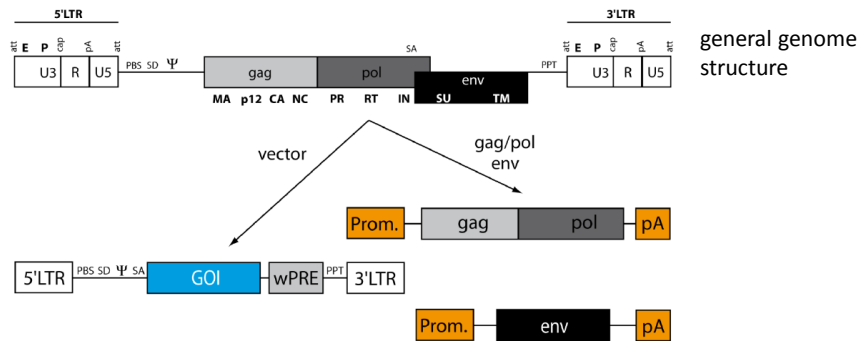 5'LTR
3'LTR
att E P cap pA att
PBS SD Ψ
SA
PPT
att E P cap pA att
U3 R U5
gag pol
env
U3 R U5
MA p12 CA NC PR RT IN SU TM
general genome
structure
vector
gag/pol
env
Prom. gag pol pA
5'LTR PBS SD Ψ SA GOI wPRE PPT 3'LTR
Prom. env pA